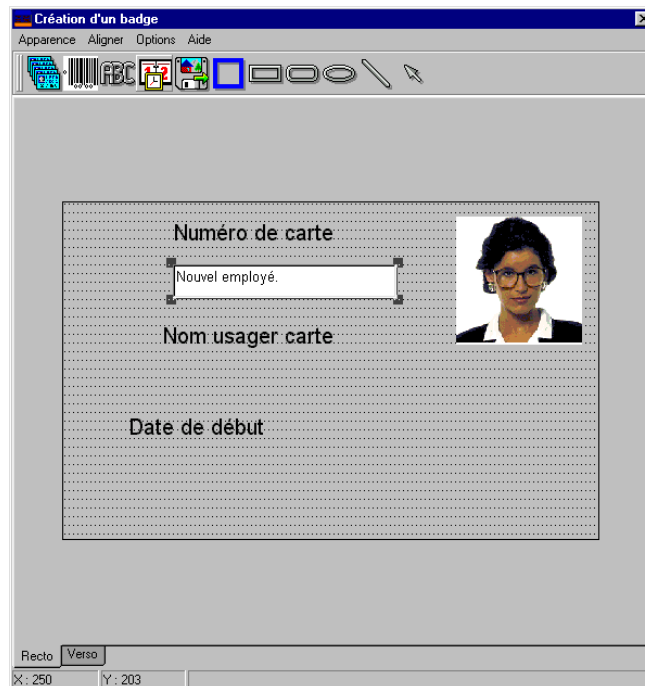 Création d'un badge
Apparence Aligner Options Aide
ABC
Numéro de carte
Nouvel employé.
Nom usager carte
Date de début
Recto Verso
X : 250 Y : 203